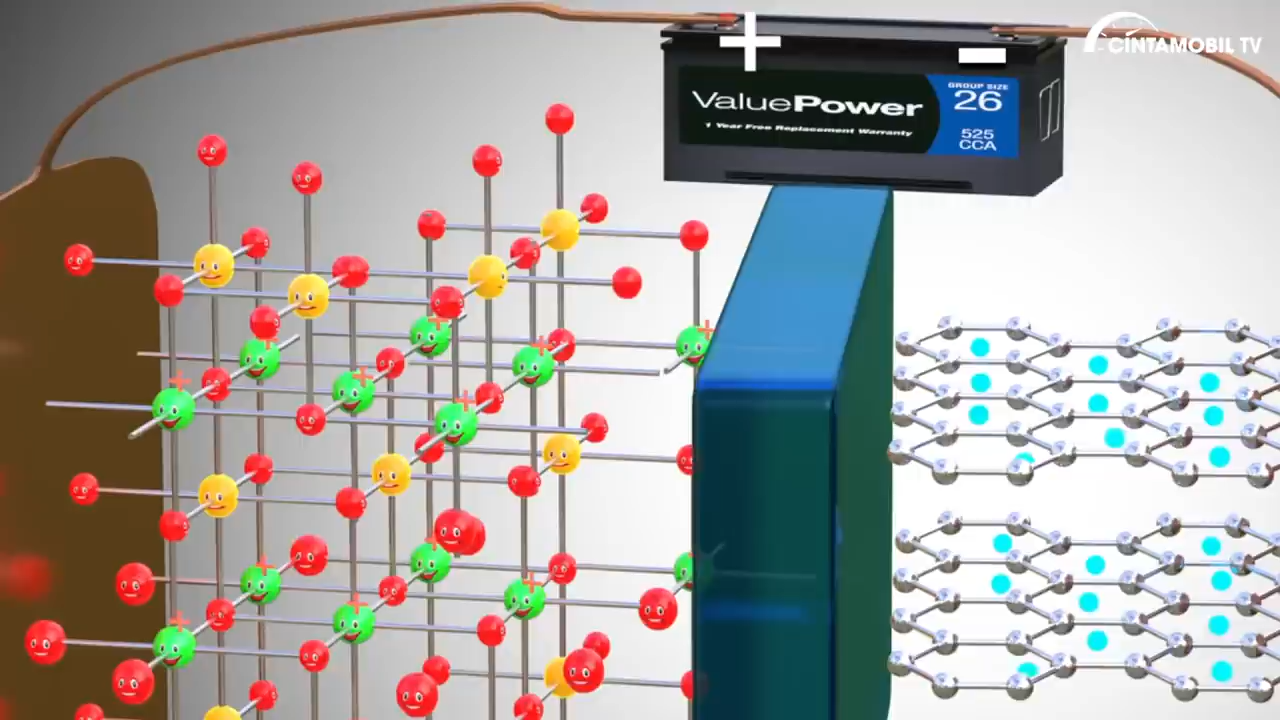 CINTAMOBIL TV
+
−
ValuePower
1 Year Free Replacement Warranty
GROUP SIZE
26
525
CCA